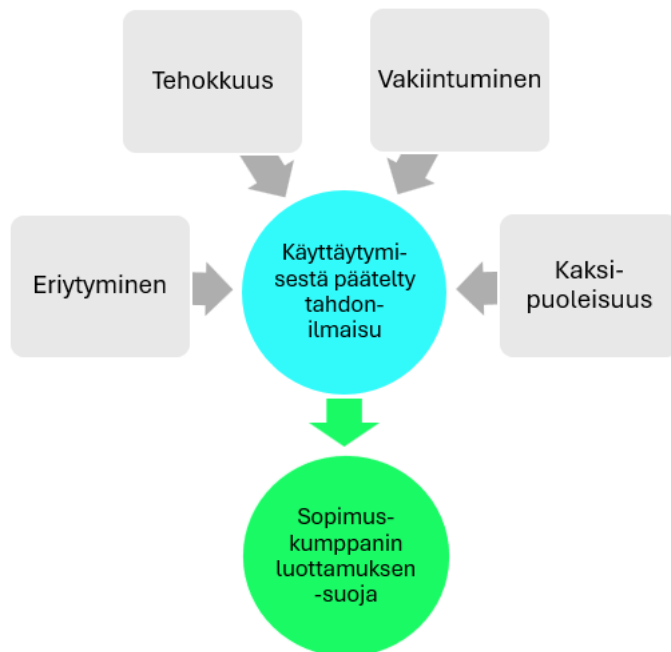 Tehokkuus
Vakiintuminen
Eriytyminen
Käyttäytymi-
sestä päätelty
tahdon-
ilmaisu
Kaksi-
puoleisuus
Sopimus-
kumppanin
luottamuksen
-suoja